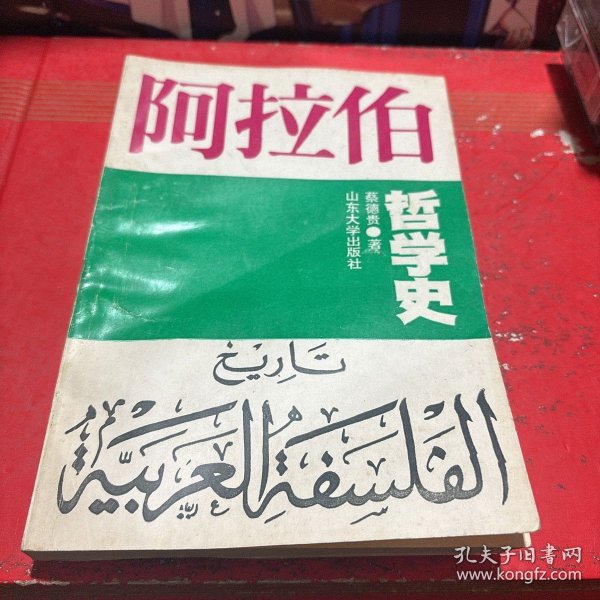 阿拉伯
哲学史
蔡德贵●著
山东大学出版社
تاريخ
الفلسفة العربية
孔夫子旧书网
www.kongfz.com